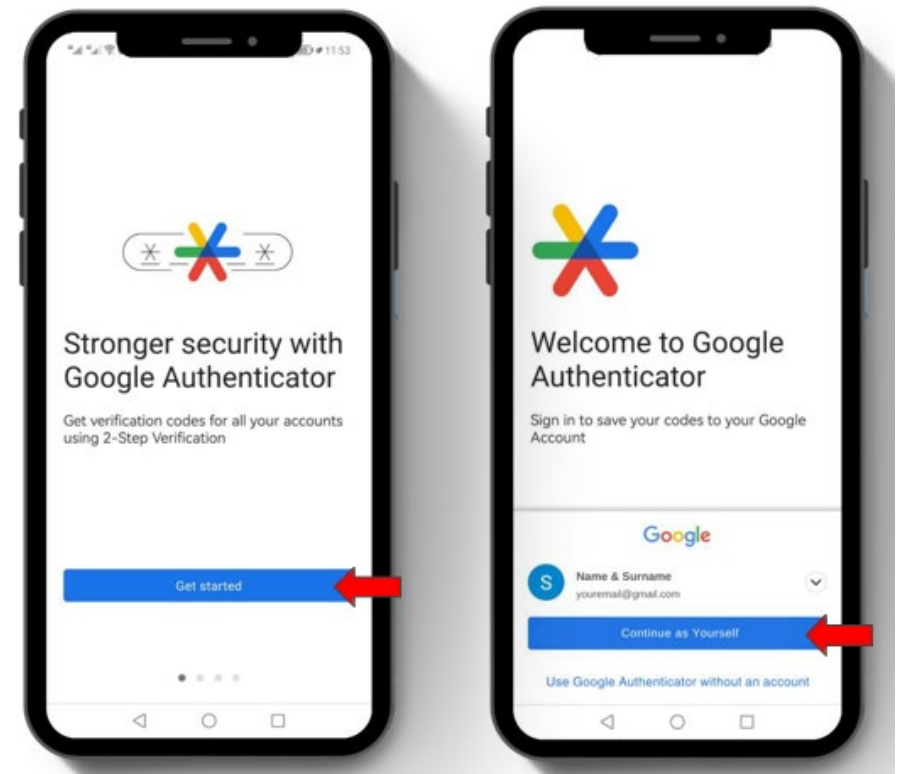 11:53
Stronger security with
Google Authenticator
Get verification codes for all your accounts
using 2-Step Verification
Get started
Welcome to Google
Authenticator
Sign in to save your codes to your Google
Account
Google
S
Name & Surname
youremail@gmail.com
Continue as Yourself
Use Google Authenticator without an account